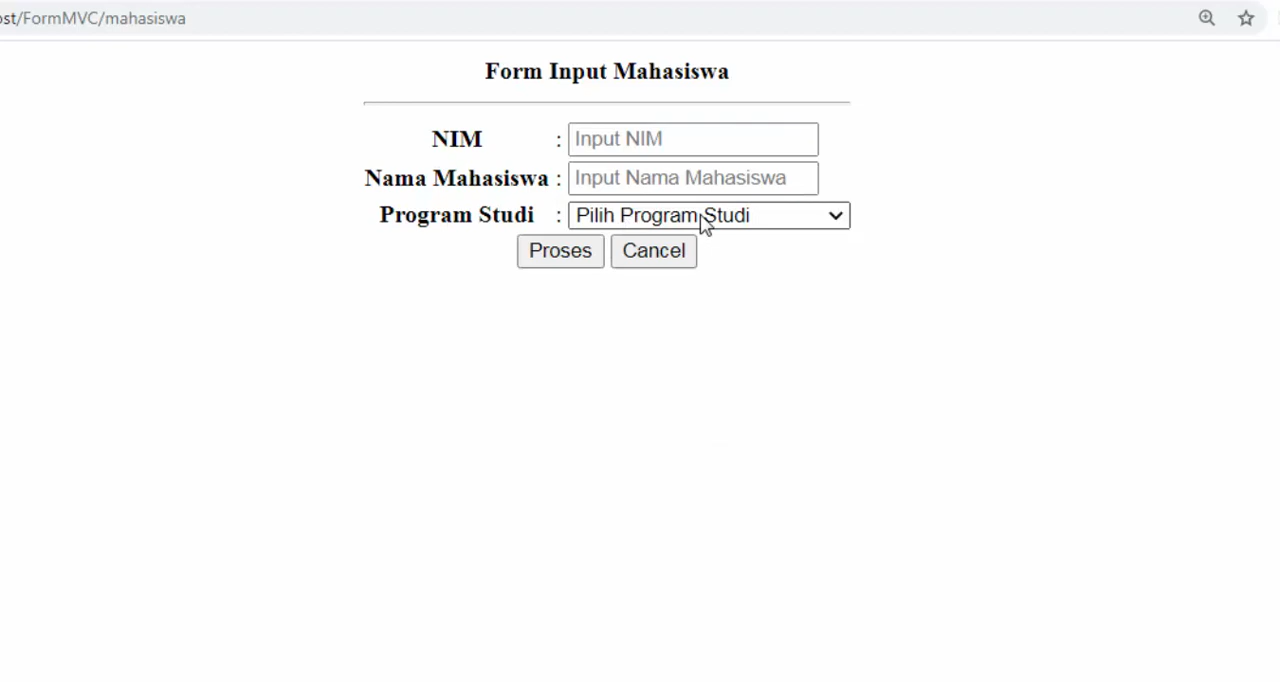 ost/FormMVC/mahasiswa
Form Input Mahasiswa
NIM : Input NIM
Nama Mahasiswa : Input Nama Mahasiswa
Program Studi : Pilih Program Studi
Proses Cancel